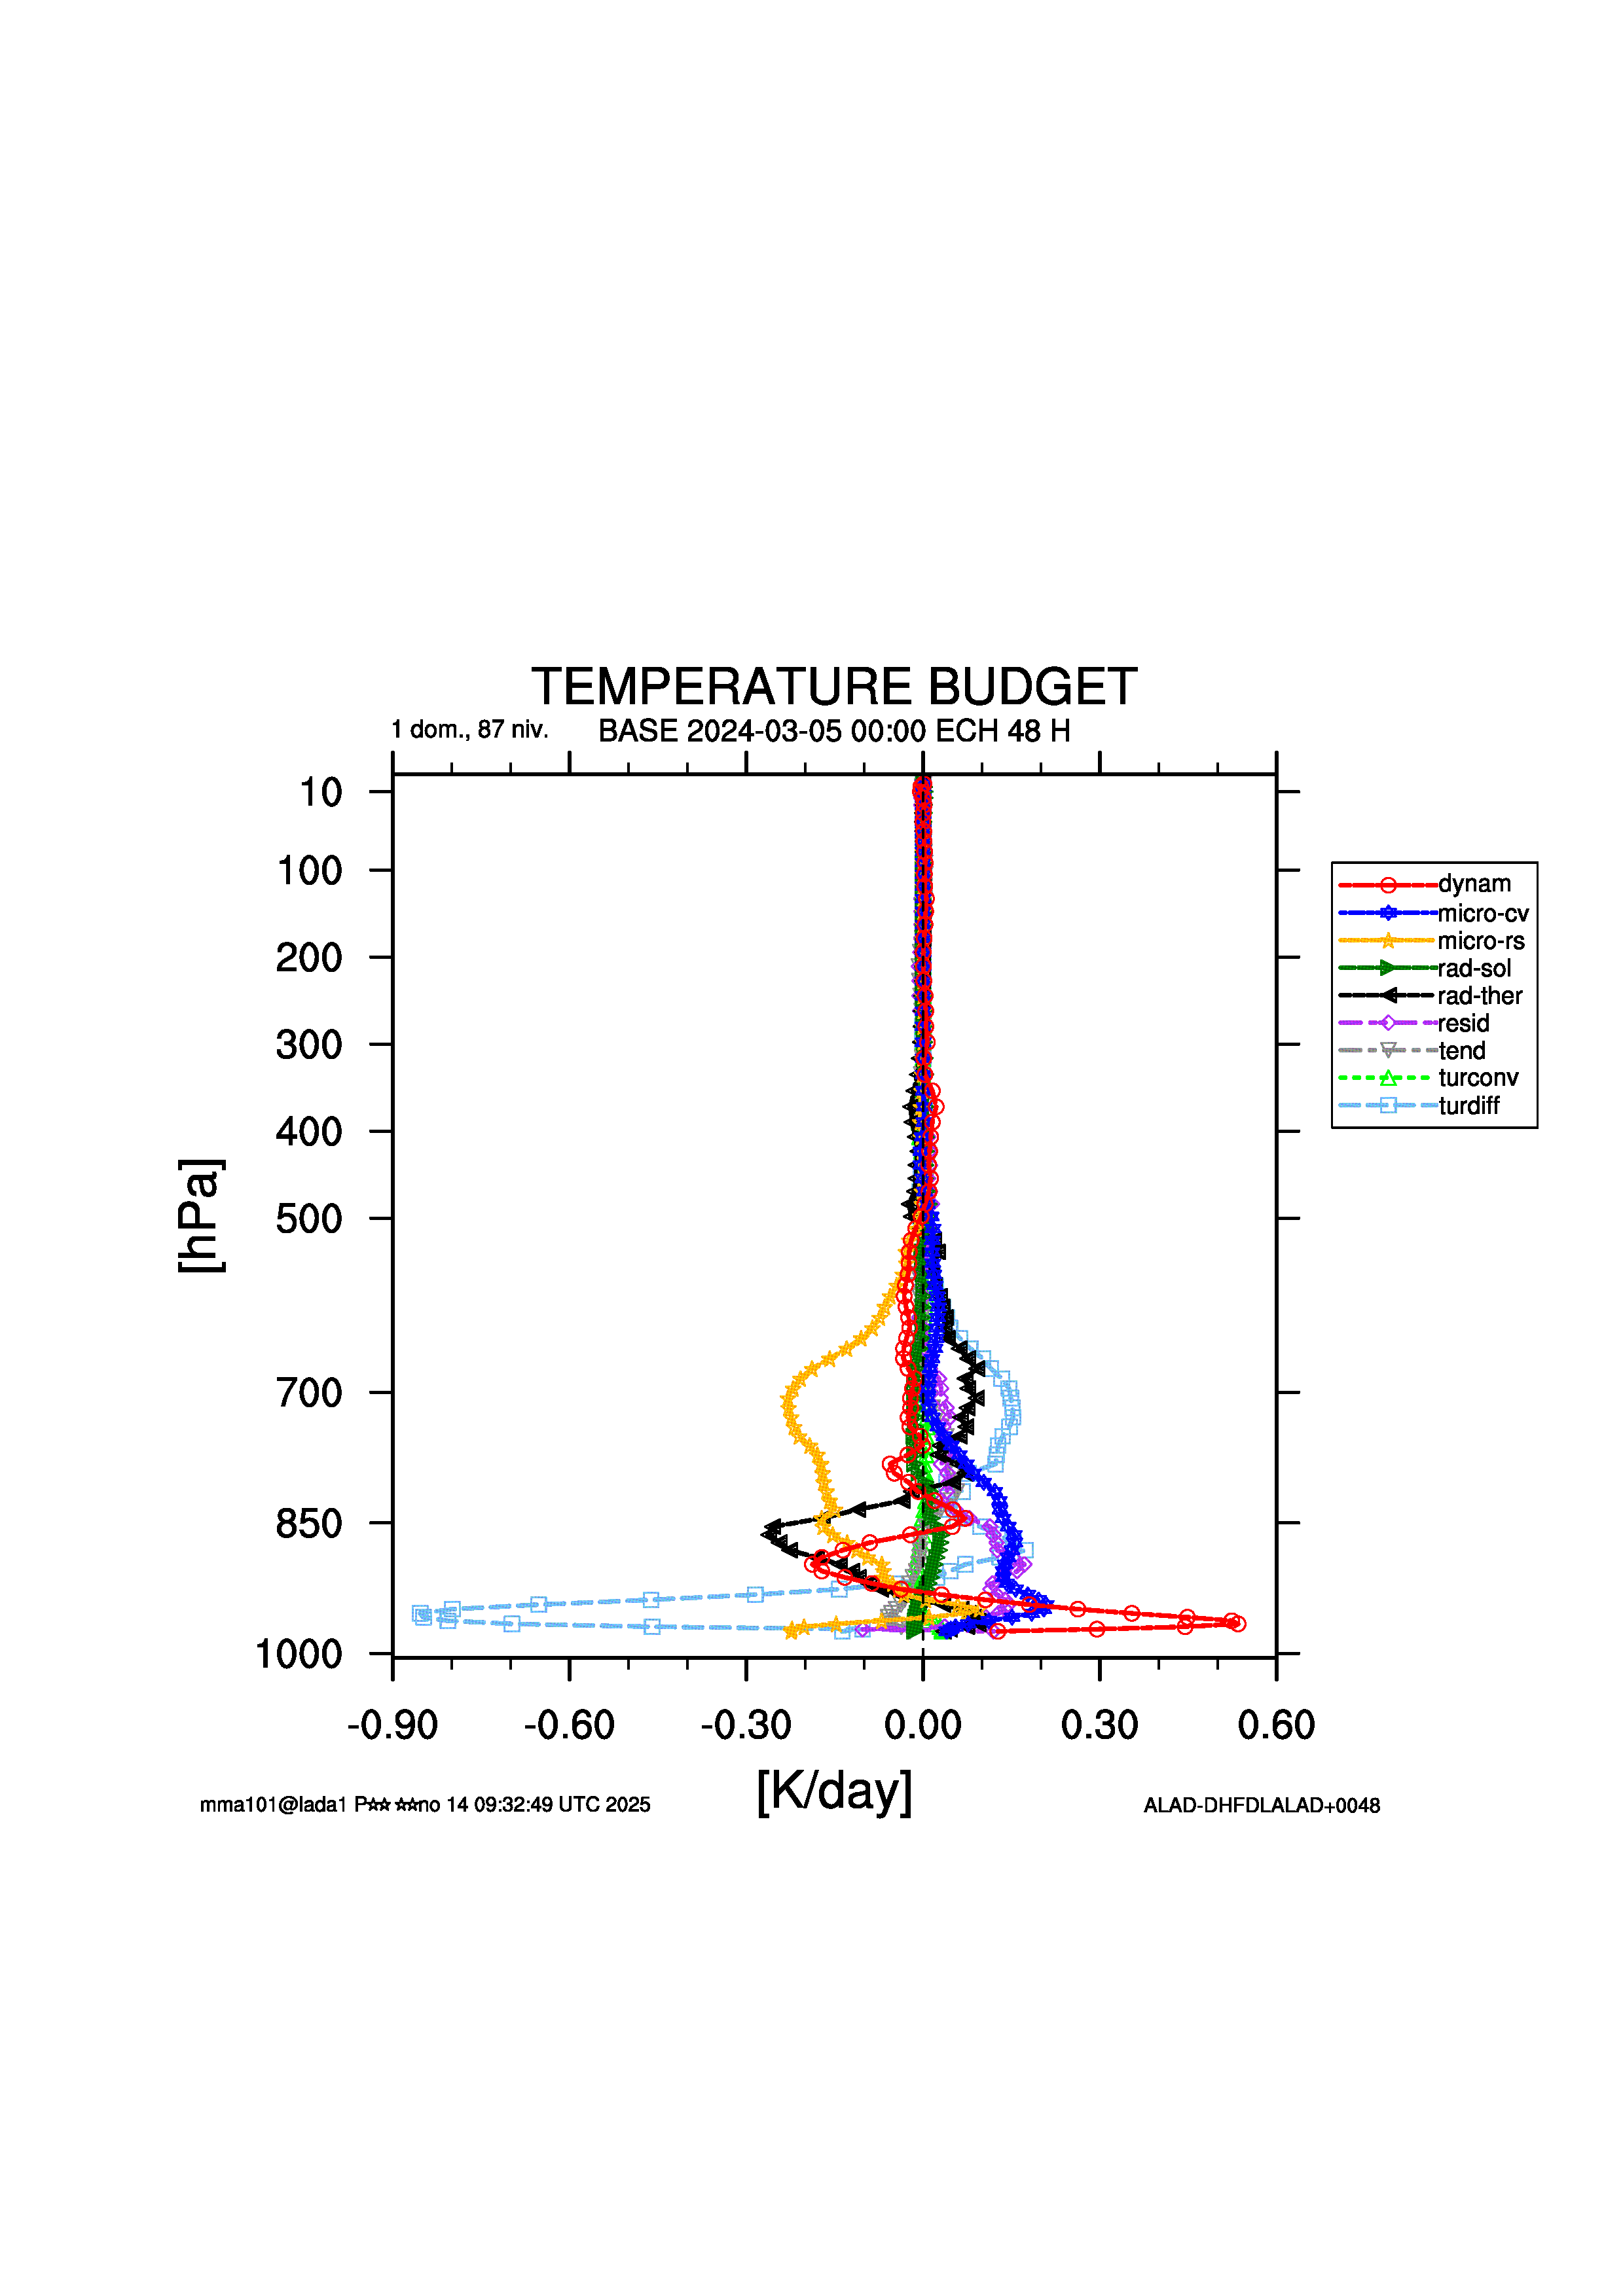 TEMPERATURE BUDGET
1 dom., 87 niv.
BASE 2024-03-05 00:00 ECH 48 H
10
100
200
300
400
500
700
850
1000
[hPa]
-0.90 -0.60 -0.30 0.00 0.30 0.60
[K/day]
dynam
micro-cv
micro-rs
rad-sol
rad-ther
resid
tend
turconv
turdiff
mma101@lada1 P☆☆ ☆☆no 14 09:32:49 UTC 2025
ALAD-DHFDLALAD+0048